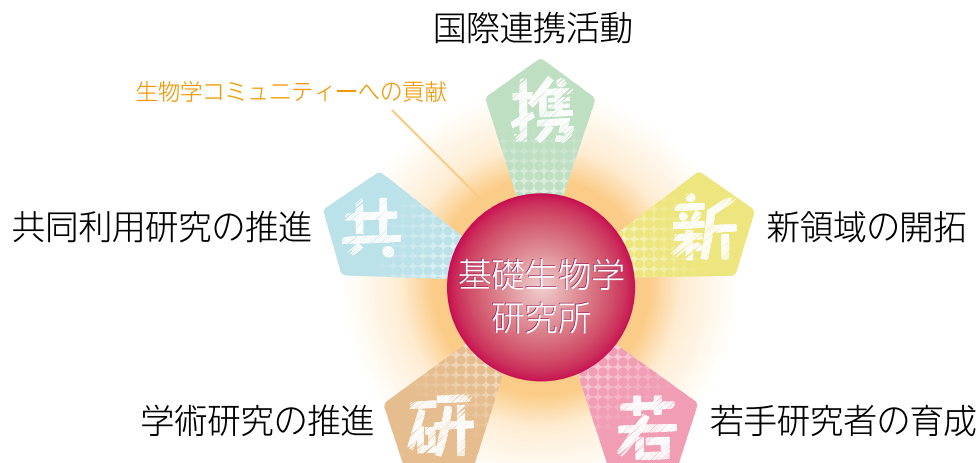 国際連携活動
生物学コミュニティーへの貢献
携
共
新
共同利用研究の推進
新領域の開拓
基礎生物学
研究所
学術研究の推進
研
若
若手研究者の育成